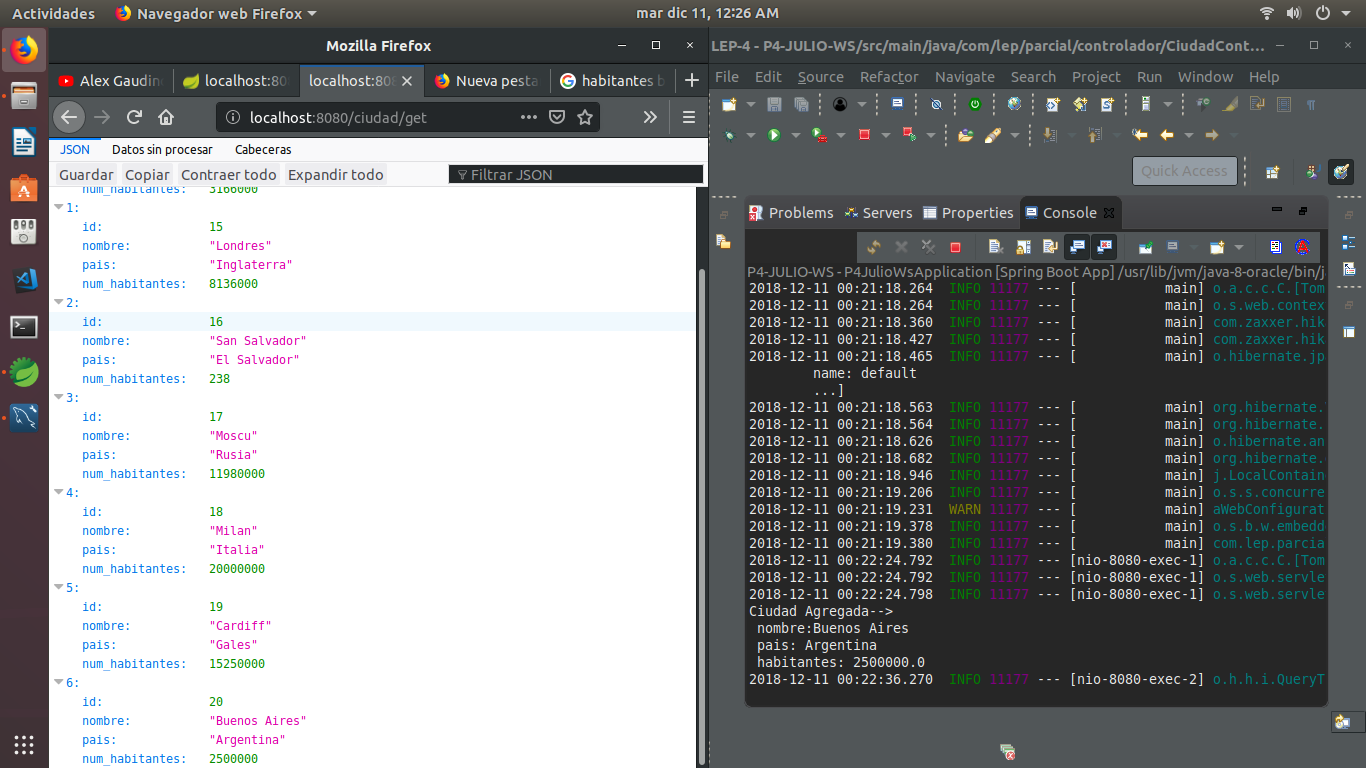 Actividades
Navegador web Firefox
mar dic 11, 12:26 AM
Mozilla Firefox
Alex Gaudin
localhost:80
localhost:808
Nueva pesta
habitantes b
localhost:8080/ciudad/get
JSON
Datos sin procesar
Cabeceras
Guardar
Copiar
Contraer todo
Expandir todo
Filtrar JSON
num_habitantes: 3166000
1:
id: 15
nombre: "Londres"
pais: "Inglaterra"
num_habitantes: 8136000
2:
id: 16
nombre: "San Salvador"
pais: "El Salvador"
num_habitantes: 238
3:
id: 17
nombre: "Moscu"
pais: "Rusia"
num_habitantes: 11980000
4:
id: 18
nombre: "Milan"
pais: "Italia"
num_habitantes: 20000000
5:
id: 19
nombre: "Cardiff"
pais: "Gales"
num_habitantes: 15250000
6:
id: 20
nombre: "Buenos Aires"
pais: "Argentina"
num_habitantes: 2500000
LEP-4 - P4-JULIO-WS/src/main/java/com/lep/parcial/controlador/CiudadCont...
File Edit Source Refactor Navigate Search Project Run Window Help
Quick Access
Problems
Servers
Properties
Console
P4-JULIO-WS - P4JulioWsApplication [Spring Boot App] /usr/lib/jvm/java-8-oracle/bin/j
2018-12-11 00:21:18.264 INFO 11177 --- [ main] o.a.c.c.C.[Tom
2018-12-11 00:21:18.264 INFO 11177 --- [ main] o.s.web.contex
2018-12-11 00:21:18.360 INFO 11177 --- [ main] com.zaxxer.hik
2018-12-11 00:21:18.427 INFO 11177 --- [ main] com.zaxxer.hik
2018-12-11 00:21:18.465 INFO 11177 --- [ main] o.hibernate.jp
name: default
...]
2018-12-11 00:21:18.563 INFO 11177 --- [ main] org.hibernate.
2018-12-11 00:21:18.564 INFO 11177 --- [ main] org.hibernate.
2018-12-11 00:21:18.626 INFO 11177 --- [ main] o.hibernate.an
2018-12-11 00:21:18.682 INFO 11177 --- [ main] org.hibernate.
2018-12-11 00:21:18.946 INFO 11177 --- [ main] j.LocalContain
2018-12-11 00:21:19.206 INFO 11177 --- [ main] o.s.s.concurre
2018-12-11 00:21:19.231 WARN 11177 --- [ main] aWebConfigurat
2018-12-11 00:21:19.378 INFO 11177 --- [ main] o.s.b.w.embedd
2018-12-11 00:21:19.380 INFO 11177 --- [ main] com.lep.parcia
2018-12-11 00:22:24.792 INFO 11177 --- [nio-8080-exec-1] o.a.c.c.C.[Tom
2018-12-11 00:22:24.792 INFO 11177 --- [nio-8080-exec-1] o.s.web.servle
2018-12-11 00:22:24.798 INFO 11177 --- [nio-8080-exec-1] o.s.web.servle
Ciudad Agregada-->
nombre:Buenos Aires
pais: Argentina
habitantes: 2500000.0
2018-12-11 00:22:36.270 INFO 11177 --- [nio-8080-exec-2] o.h.h.i.QueryT